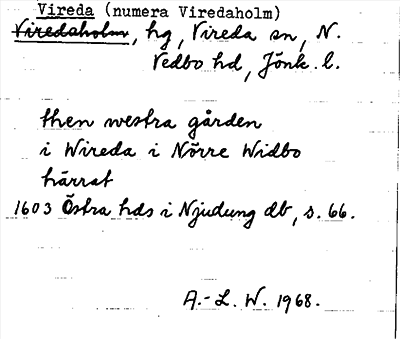 Vireda (numera Viredaholm)
Viredaholm, hg, Vireda sn, N.
Vedbo hd, Jönk. l.
then westra gården
i Wireda i Nörre Widbo
härrat
1603 Östra hds i Njudung db, s. 66.
A.-L. W. 1968.